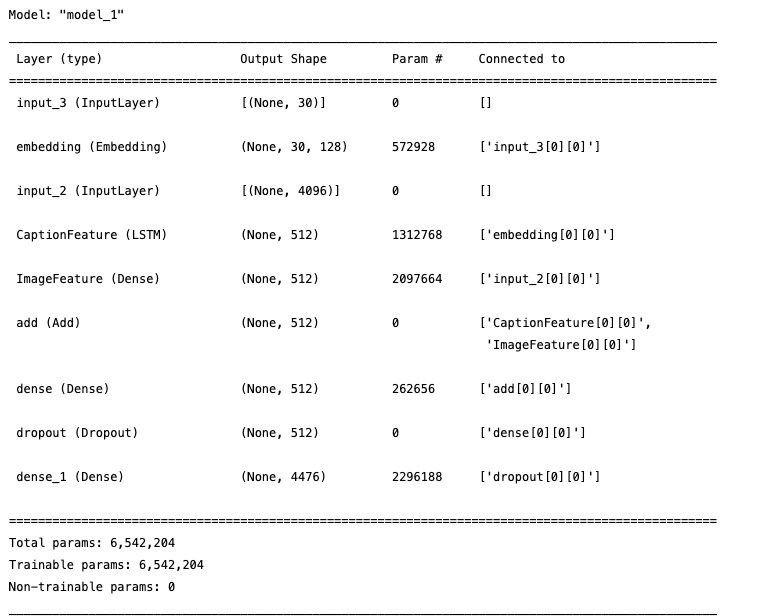 Model: "model_1"
Layer (type) Output Shape Param # Connected to
input_3 (InputLayer) [(None, 30)] 0 []
embedding (Embedding) (None, 30, 128) 572928 ['input_3[0][0]']
input_2 (InputLayer) [(None, 4096)] 0 []
CaptionFeature (LSTM) (None, 512) 1312768 ['embedding[0][0]']
ImageFeature (Dense) (None, 512) 2097664 ['input_2[0][0]']
add (Add) (None, 512) 0 ['CaptionFeature[0][0]',
'ImageFeature[0][0]']
dense (Dense) (None, 512) 262656 ['add[0][0]']
dropout (Dropout) (None, 512) 0 ['dense[0][0]']
dense_1 (Dense) (None, 4476) 2296188 ['dropout[0][0]']
Total params: 6,542,204
Trainable params: 6,542,204
Non-trainable params: 0